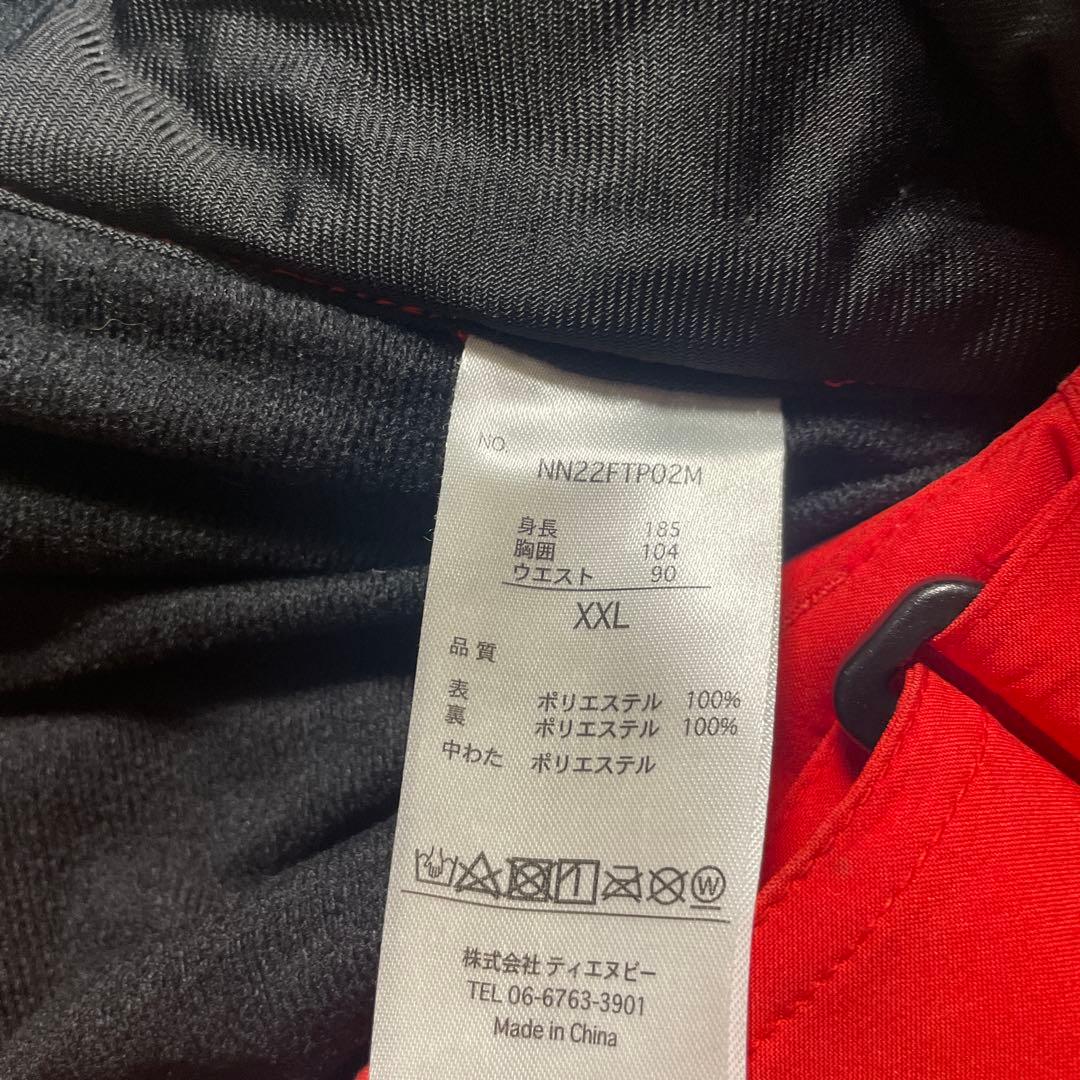 NO.
NN22FTP02M
身長 185
胸囲 104
ウエスト 90
XXL
品質
表 ポリエステル 100%
裏 ポリエステル 100%
中わた ポリエステル
W
株式会社 ティエヌビー
TEL 06-6763-3901
Made in China